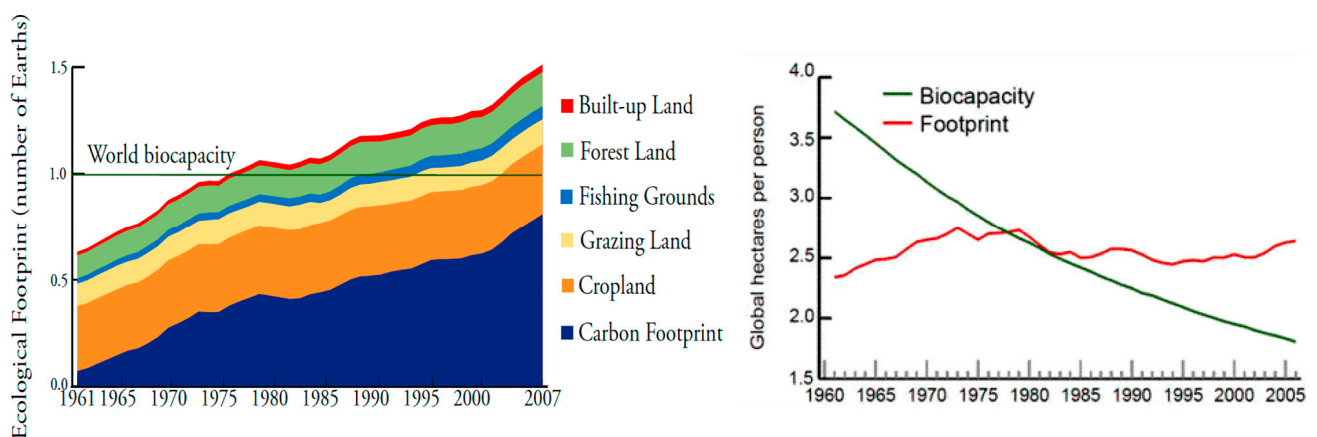 Ecological Footprint (number of Earths)
1.5
1.0
0.5
0.0
World biocapacity
1961 1965 1970 1975 1980 1985 1990 1995 2000 2007
Built-up Land
Forest Land
Fishing Grounds
Grazing Land
Cropland
Carbon Footprint
Global hectares per person
4.0
3.5
3.0
2.5
2.0
1.5
Biocapacity
Footprint
1960 1965 1970 1975 1980 1985 1990 1995 2000 2005